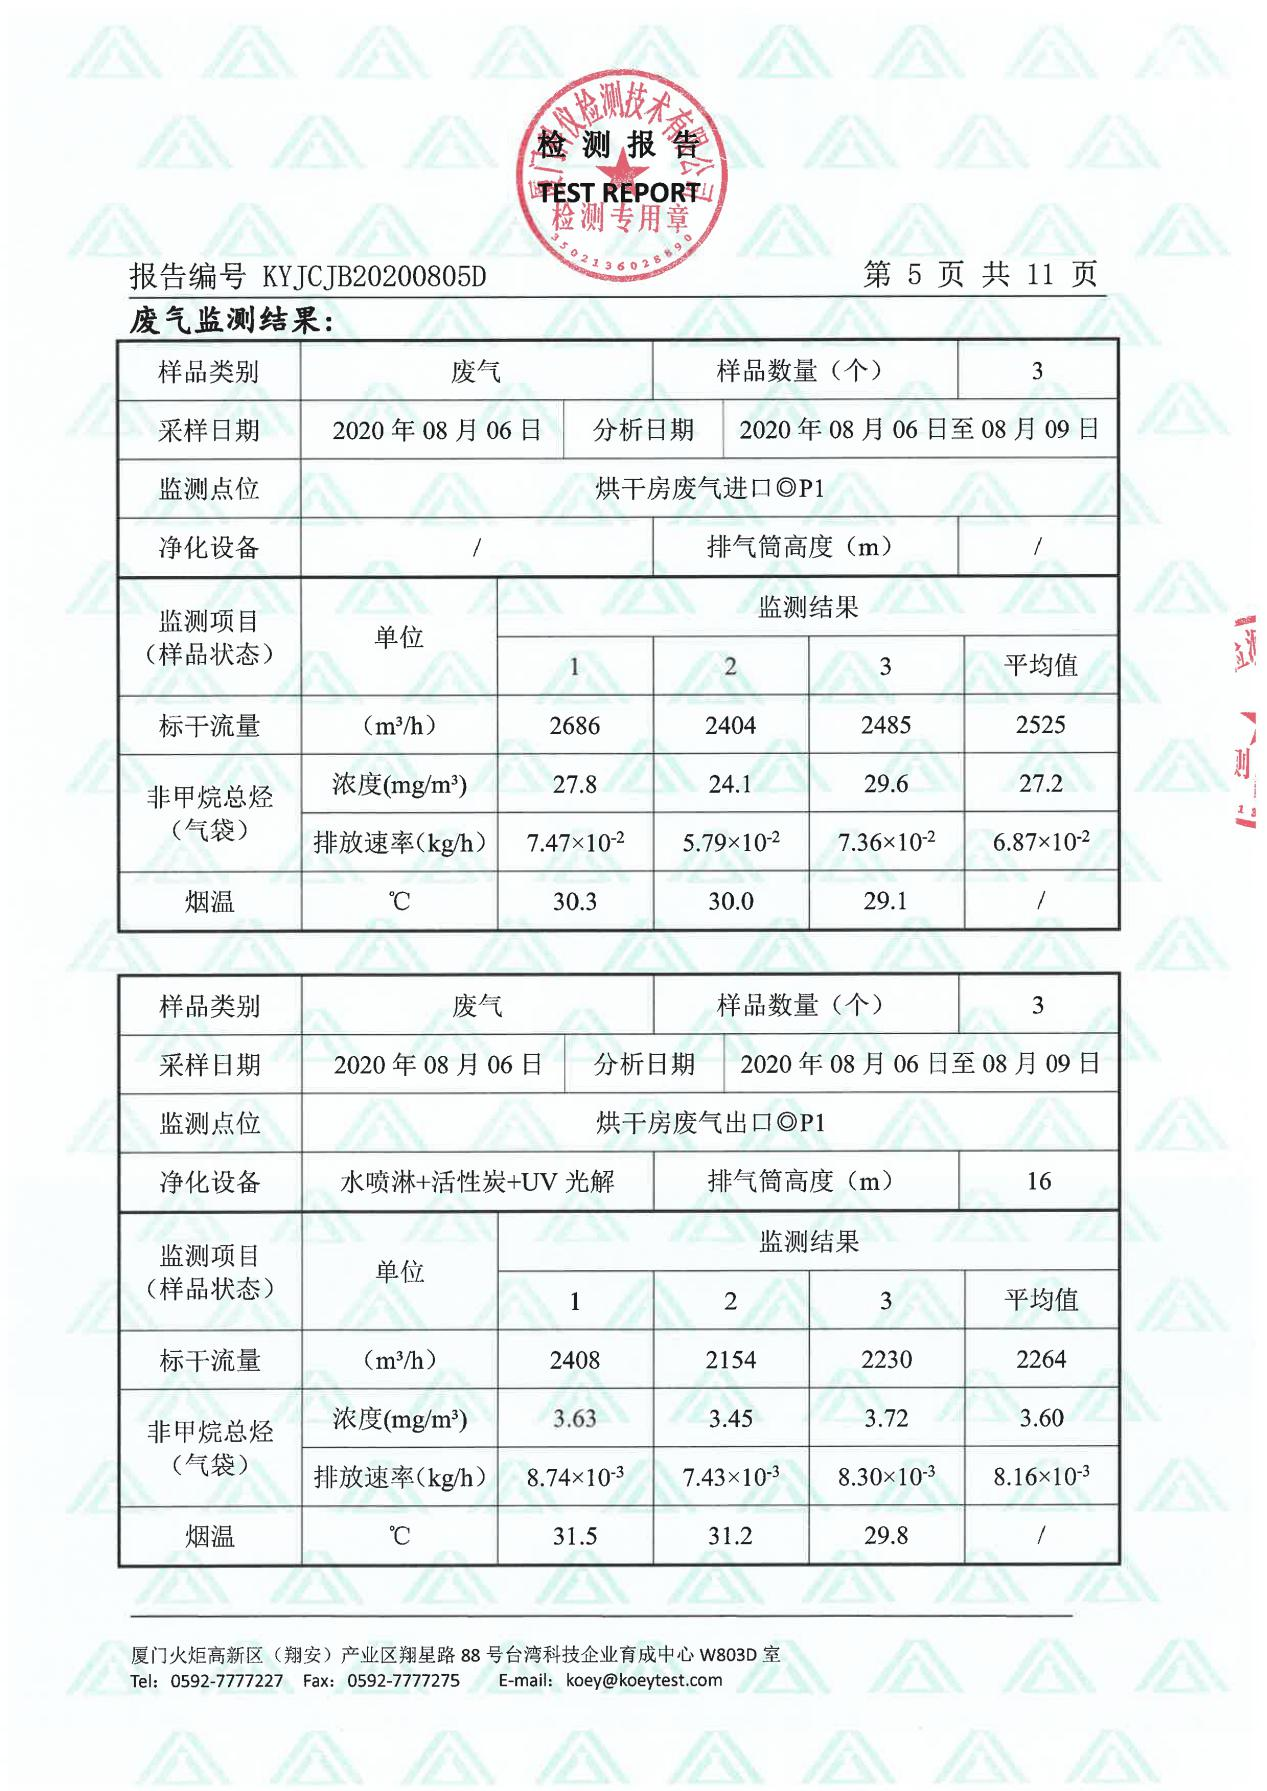 厦门科仪检测技术有限公司
检测报告
TEST REPORT
检测专用章
3502136028890
报告编号 KYJCJB20200805D 第 5 页 共 11 页
废气监测结果：
样品类别 废气 样品数量（个） 3
采样日期 2020 年 08 月 06 日 分析日期 2020 年 08 月 06 日至 08 月 09 日
监测点位 烘干房废气进口◎P1
净化设备 / 排气筒高度（m） /
监测项目
（样品状态） 单位 监测结果
1 2 3 平均值
标干流量 （m³/h） 2686 2404 2485 2525
非甲烷总烃
（气袋） 浓度(mg/m³) 27.8 24.1 29.6 27.2
排放速率（kg/h） 7.47×10⁻² 5.79×10⁻² 7.36×10⁻² 6.87×10⁻²
烟温 ℃ 30.3 30.0 29.1 /
样品类别 废气 样品数量（个） 3
采样日期 2020 年 08 月 06 日 分析日期 2020 年 08 月 06 日至 08 月 09 日
监测点位 烘干房废气出口◎P1
净化设备 水喷淋+活性炭+UV 光解 排气筒高度（m） 16
监测项目
（样品状态） 单位 监测结果
1 2 3 平均值
标干流量 （m³/h） 2408 2154 2230 2264
非甲烷总烃
（气袋） 浓度(mg/m³) 3.63 3.45 3.72 3.60
排放速率（kg/h） 8.74×10⁻³ 7.43×10⁻³ 8.30×10⁻³ 8.16×10⁻³
烟温 ℃ 31.5 31.2 29.8 /
厦门火炬高新区（翔安）产业区翔星路 88 号台湾科技企业育成中心 W803D 室
Tel：0592-7777227 Fax：0592-7777275 E-mail：koey@koeytest.com